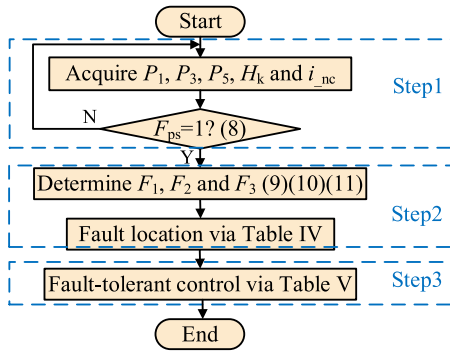 Start
Acquire P₁, P₃, P₅, Hₖ and i_nc
Step1
N
Fₚₛ=1? (8)
Y
Determine F₁, F₂ and F₃ (9)(10)(11)
Step2
Fault location via Table IV
Step3
Fault-tolerant control via Table V
End